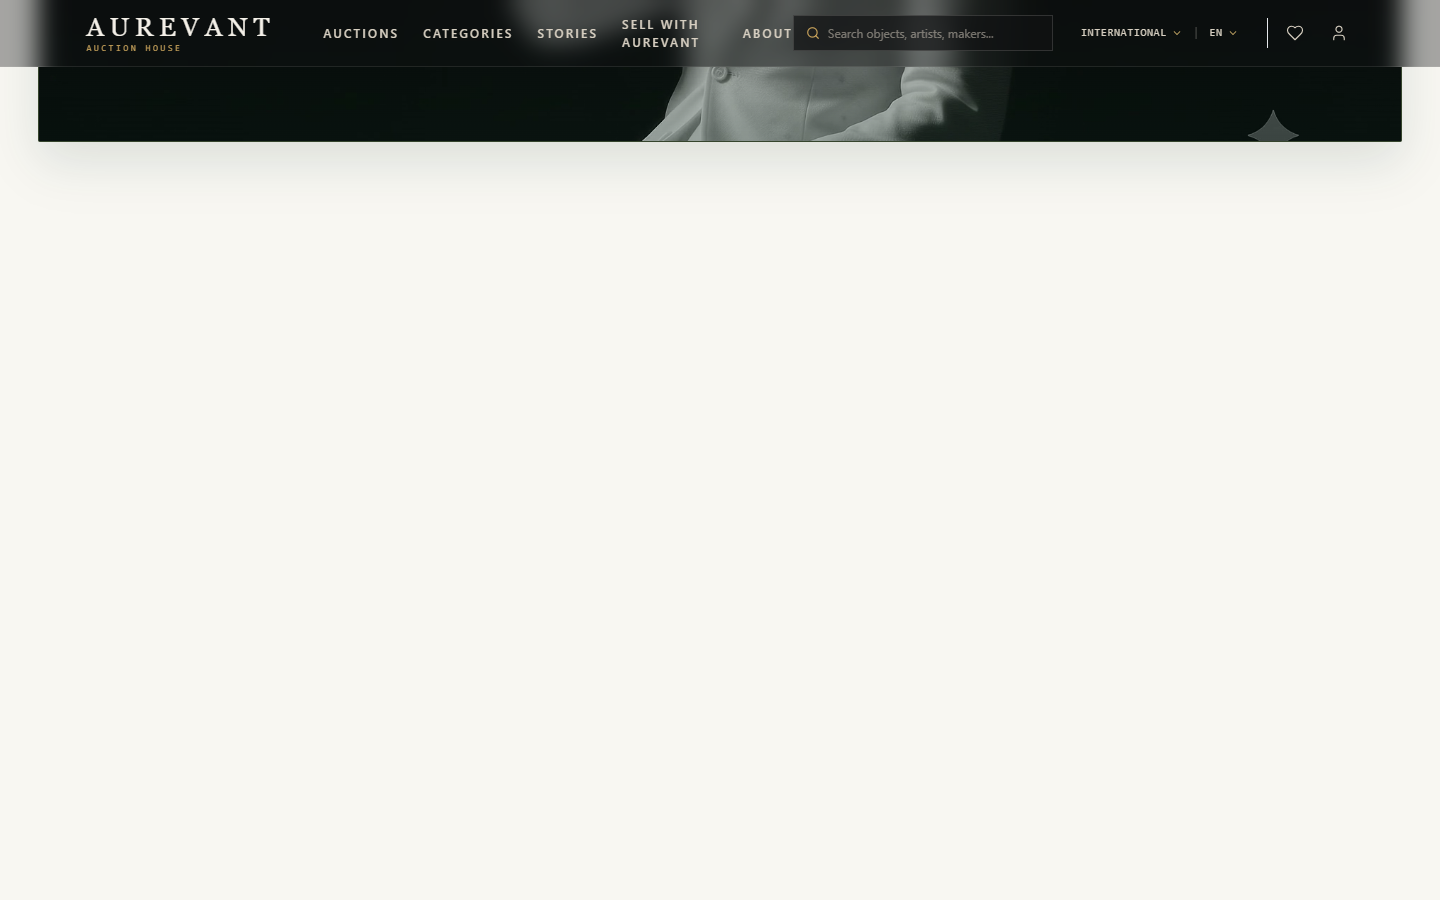 AUREVANT
AUCTION HOUSE
AUCTIONS
CATEGORIES
STORIES
SELL WITH
AUREVANT
ABOUT
Search objects, artists, makers...
INTERNATIONAL
EN